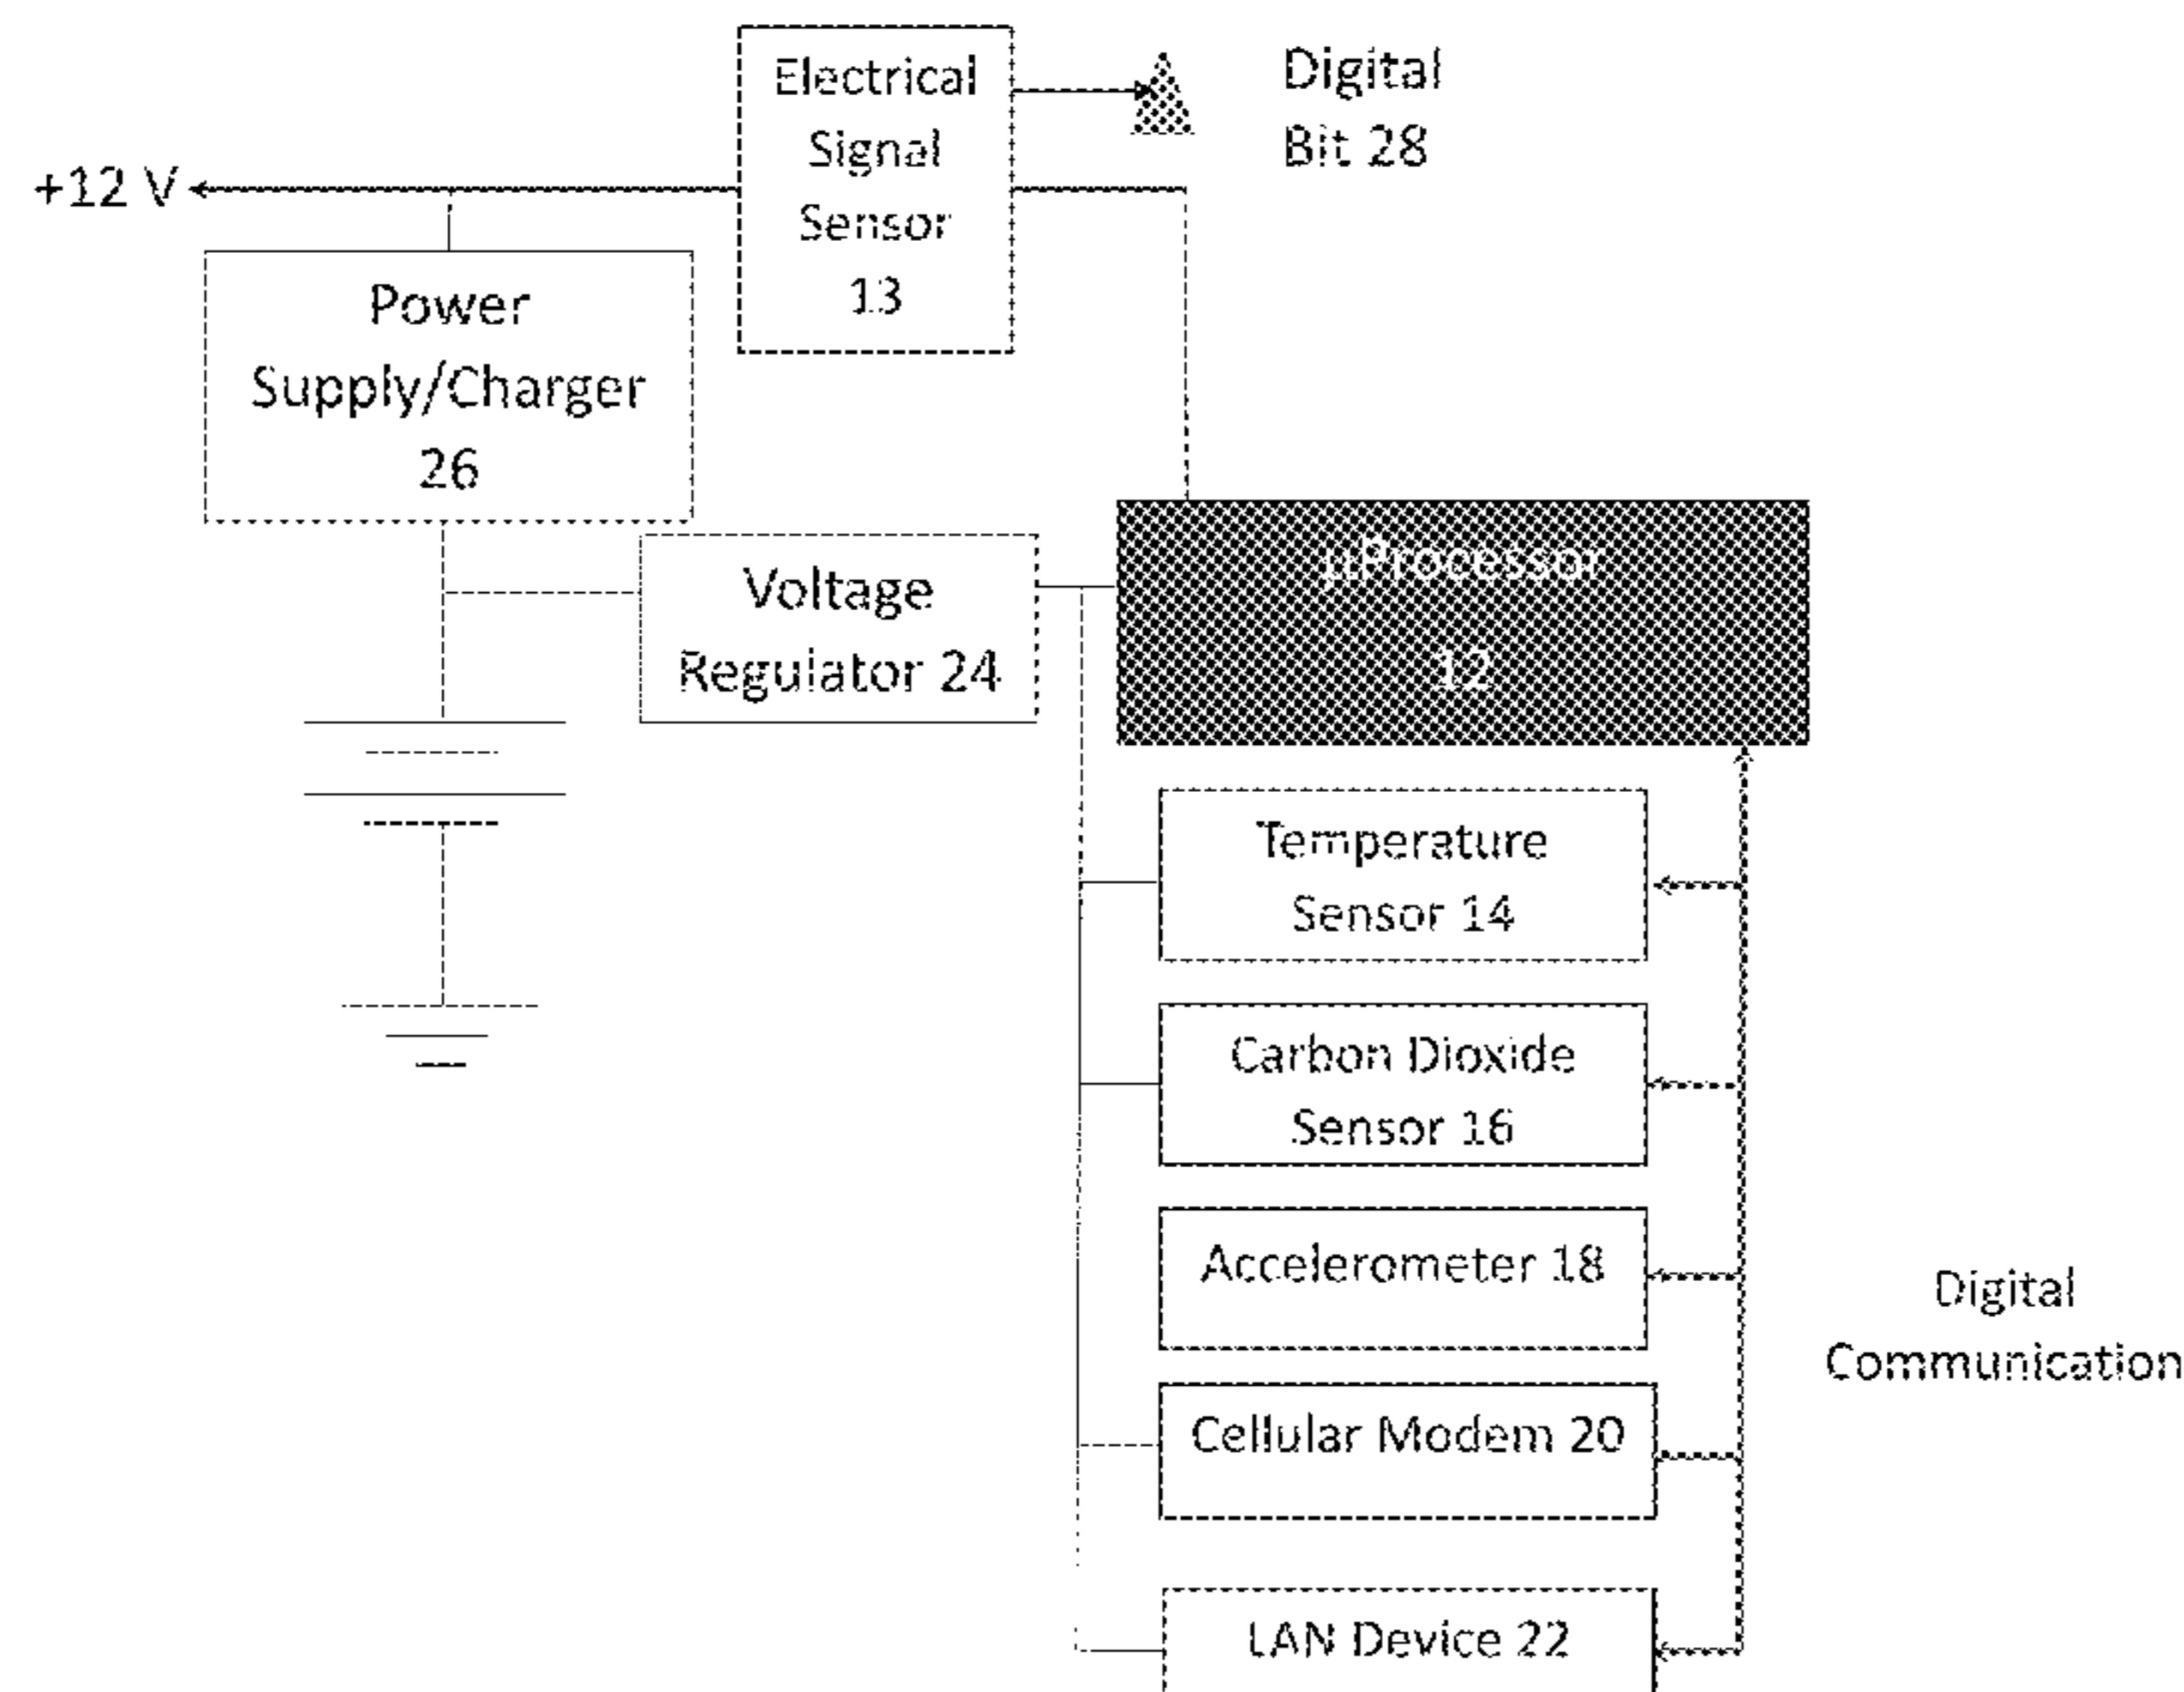 Electrical
Signal
Sensor
13
Digital
Bit 28
+12 V
Power
Supply/Charger
26
Voltage
Regulator 24
µProcessor
12
Temperature
Sensor 14
Carbon Dioxide
Sensor 16
Accelerometer 18
Digital
Communication
Cellular Modem 20
LAN Device 22